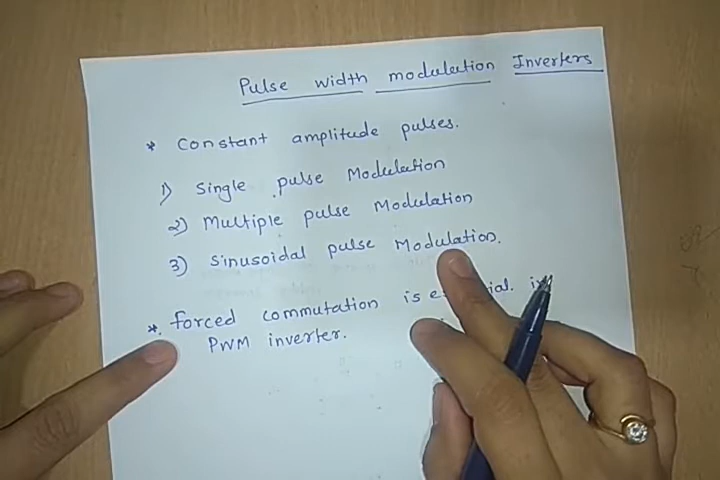 Pulse width modulation Inverters
* Constant amplitude pulses.
1) Single pulse Modulation
2) Multiple pulse Modulation
3) Sinusoidal pulse Modulation.
*. forced commutation is
PWM inverter.